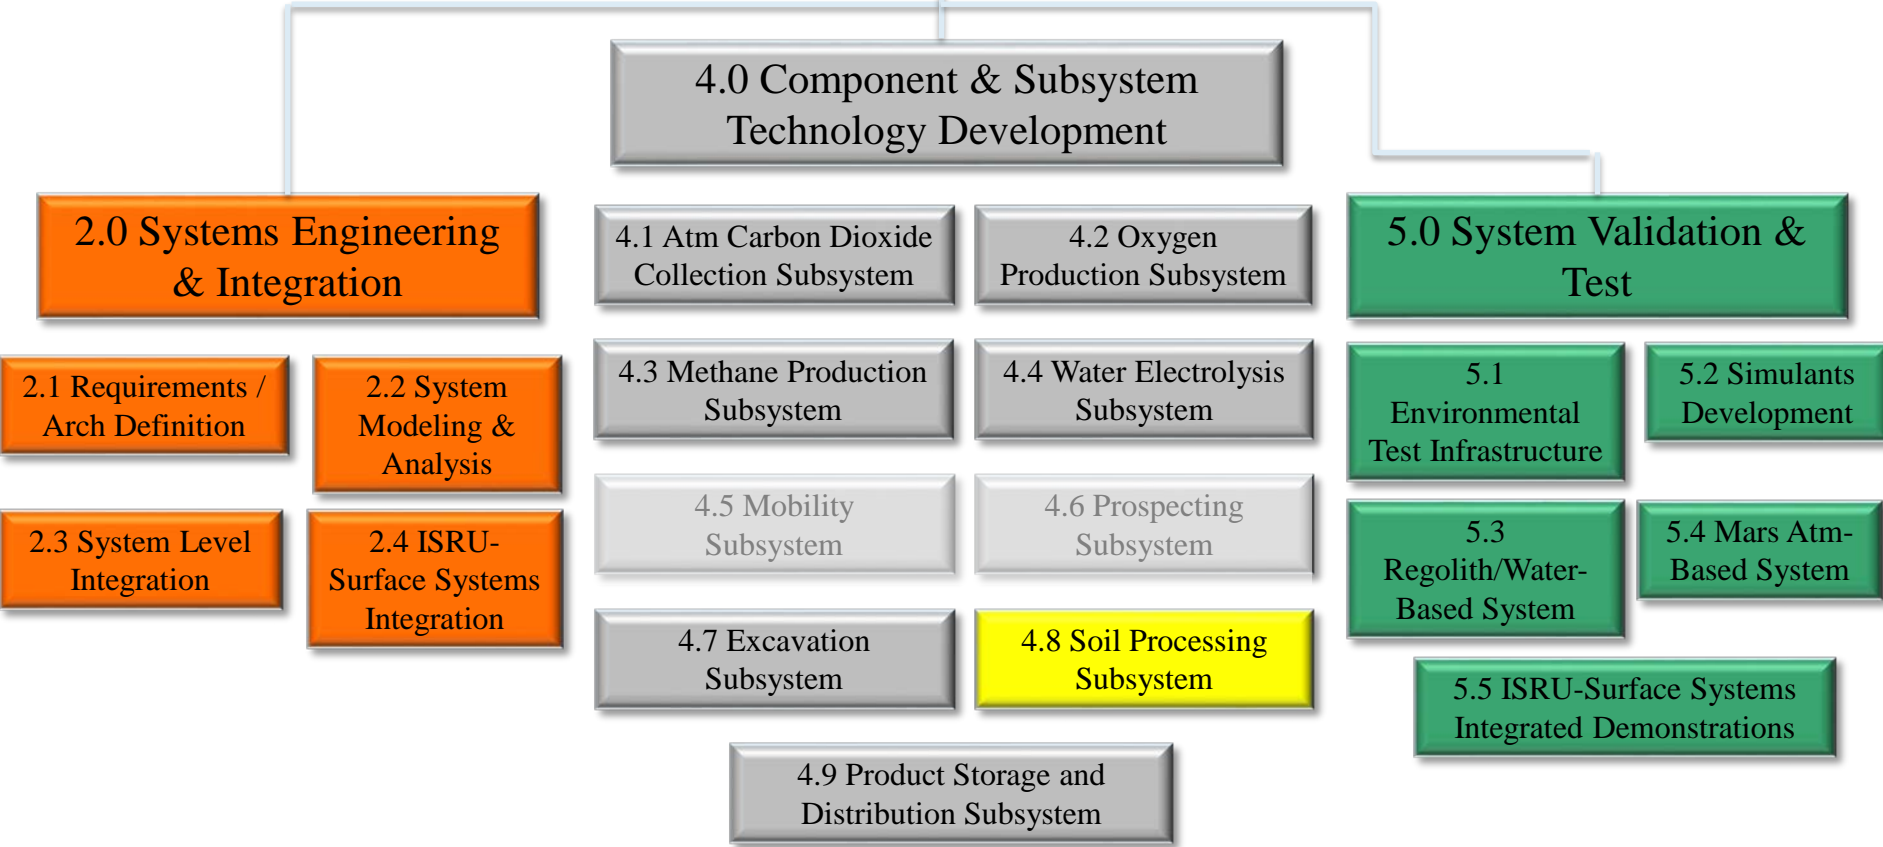 4.0 Component & Subsystem
Technology Development
2.0 Systems Engineering
& Integration
2.1 Requirements /
Arch Definition
2.2 System
Modeling &
Analysis
2.3 System Level
Integration
2.4 ISRU-
Surface Systems
Integration
4.1 Atm Carbon Dioxide
Collection Subsystem
4.2 Oxygen
Production Subsystem
4.3 Methane Production
Subsystem
4.4 Water Electrolysis
Subsystem
4.5 Mobility
Subsystem
4.6 Prospecting
Subsystem
4.7 Excavation
Subsystem
4.8 Soil Processing
Subsystem
4.9 Product Storage and
Distribution Subsystem
5.0 System Validation &
Test
5.1
Environmental
Test Infrastructure
5.2 Simulants
Development
5.3
Regolith/Water-
Based System
5.4 Mars Atm-
Based System
5.5 ISRU-Surface Systems
Integrated Demonstrations